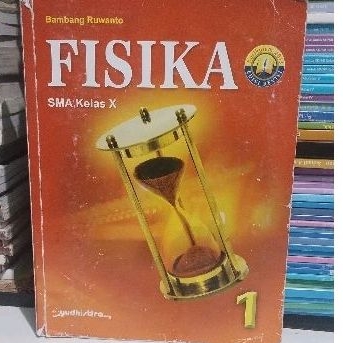 Bambang Ruwanto
FISIKA
SMA Kelas X
1
yudhistira